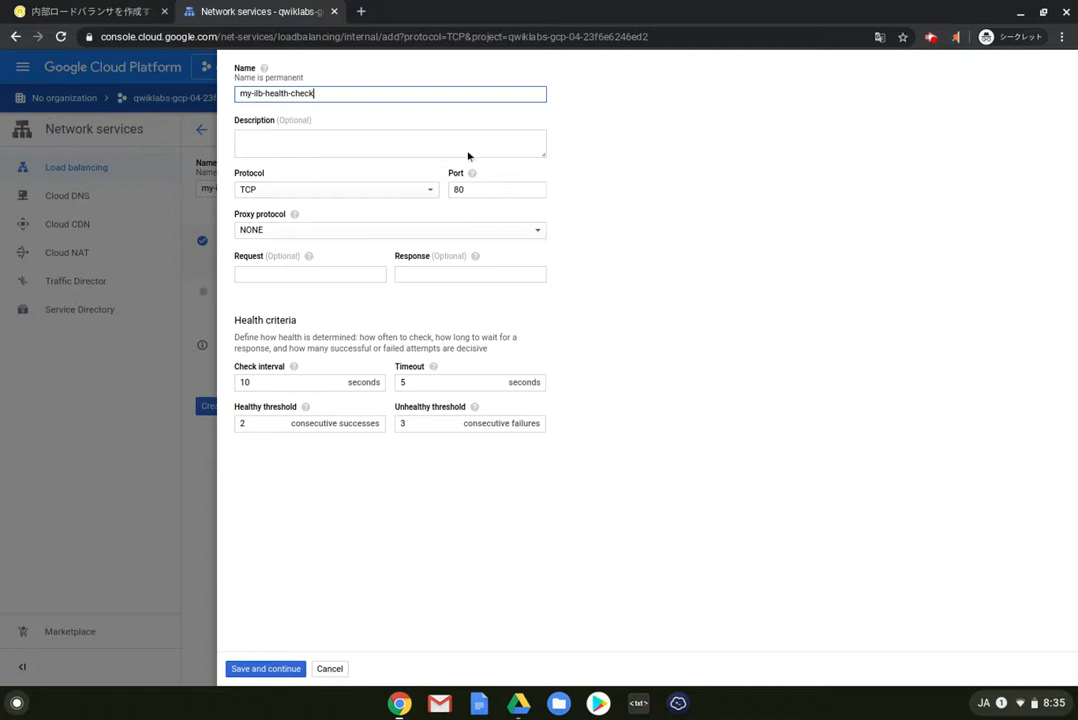 内部ロードバランサを作成す
Network services - qwiklabs-g
console.cloud.google.com/net-services/loadbalancing/internal/add?protocol=TCP&project=qwiklabs-gcp-04-23f6e6246ed2
シークレット
Google Cloud Platform
No organization
qwiklabs-gcp-04-23f
Network services
Load balancing
Cloud DNS
Cloud CDN
Cloud NAT
Traffic Director
Service Directory
Marketplace
Name
Name
my-i
Crea
Name
Name is permanent
my-ilb-health-check
Description (Optional)
Protocol
Port
TCP
80
Proxy protocol
NONE
Request (Optional)
Response (Optional)
Health criteria
Define how health is determined: how often to check, how long to wait for a
response, and how many successful or failed attempts are decisive
Check interval
Timeout
10 seconds
5 seconds
Healthy threshold
Unhealthy threshold
2 consecutive successes
3 consecutive failures
Save and continue
Cancel
<txt>
JA 1 8:35